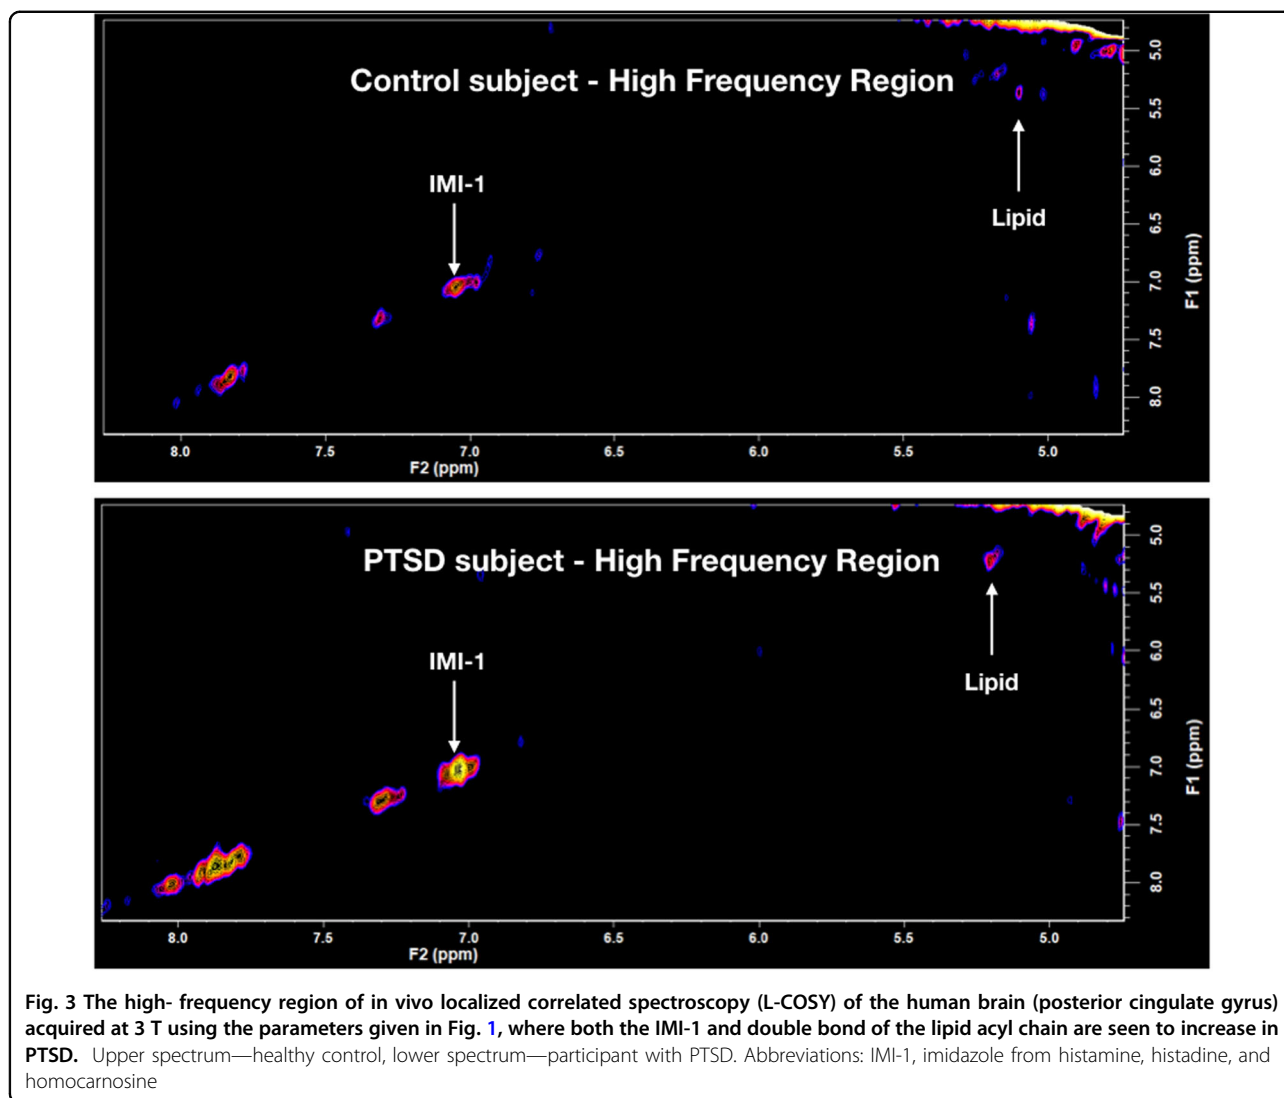 Control subject - High Frequency Region
IMI-1
Lipid
5.0
5.5
6.0
6.5
7.0
7.5
8.0
F1 (ppm)
8.0 7.5 7.0 6.5 6.0 5.5 5.0
F2 (ppm)
PTSD subject - High Frequency Region
IMI-1
Lipid
5.0
5.5
6.0
6.5
7.0
7.5
8.0
F1 (ppm)
8.0 7.5 7.0 6.5 6.0 5.5 5.0
F2 (ppm)
Fig. 3 The high- frequency region of in vivo localized correlated spectroscopy (L-COSY) of the human brain (posterior cingulate gyrus)
acquired at 3 T using the parameters given in Fig. 1, where both the IMI-1 and double bond of the lipid acyl chain are seen to increase in
PTSD. Upper spectrum—healthy control, lower spectrum—participant with PTSD. Abbreviations: IMI-1, imidazole from histamine, histadine, and
homocarnosine